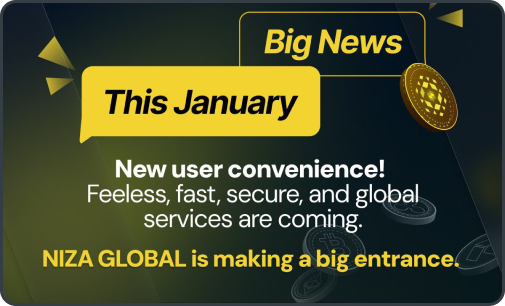 Big News
This January
New user convenience!
Feeless, fast, secure, and global
services are coming.
NIZA GLOBAL is making a big entrance.